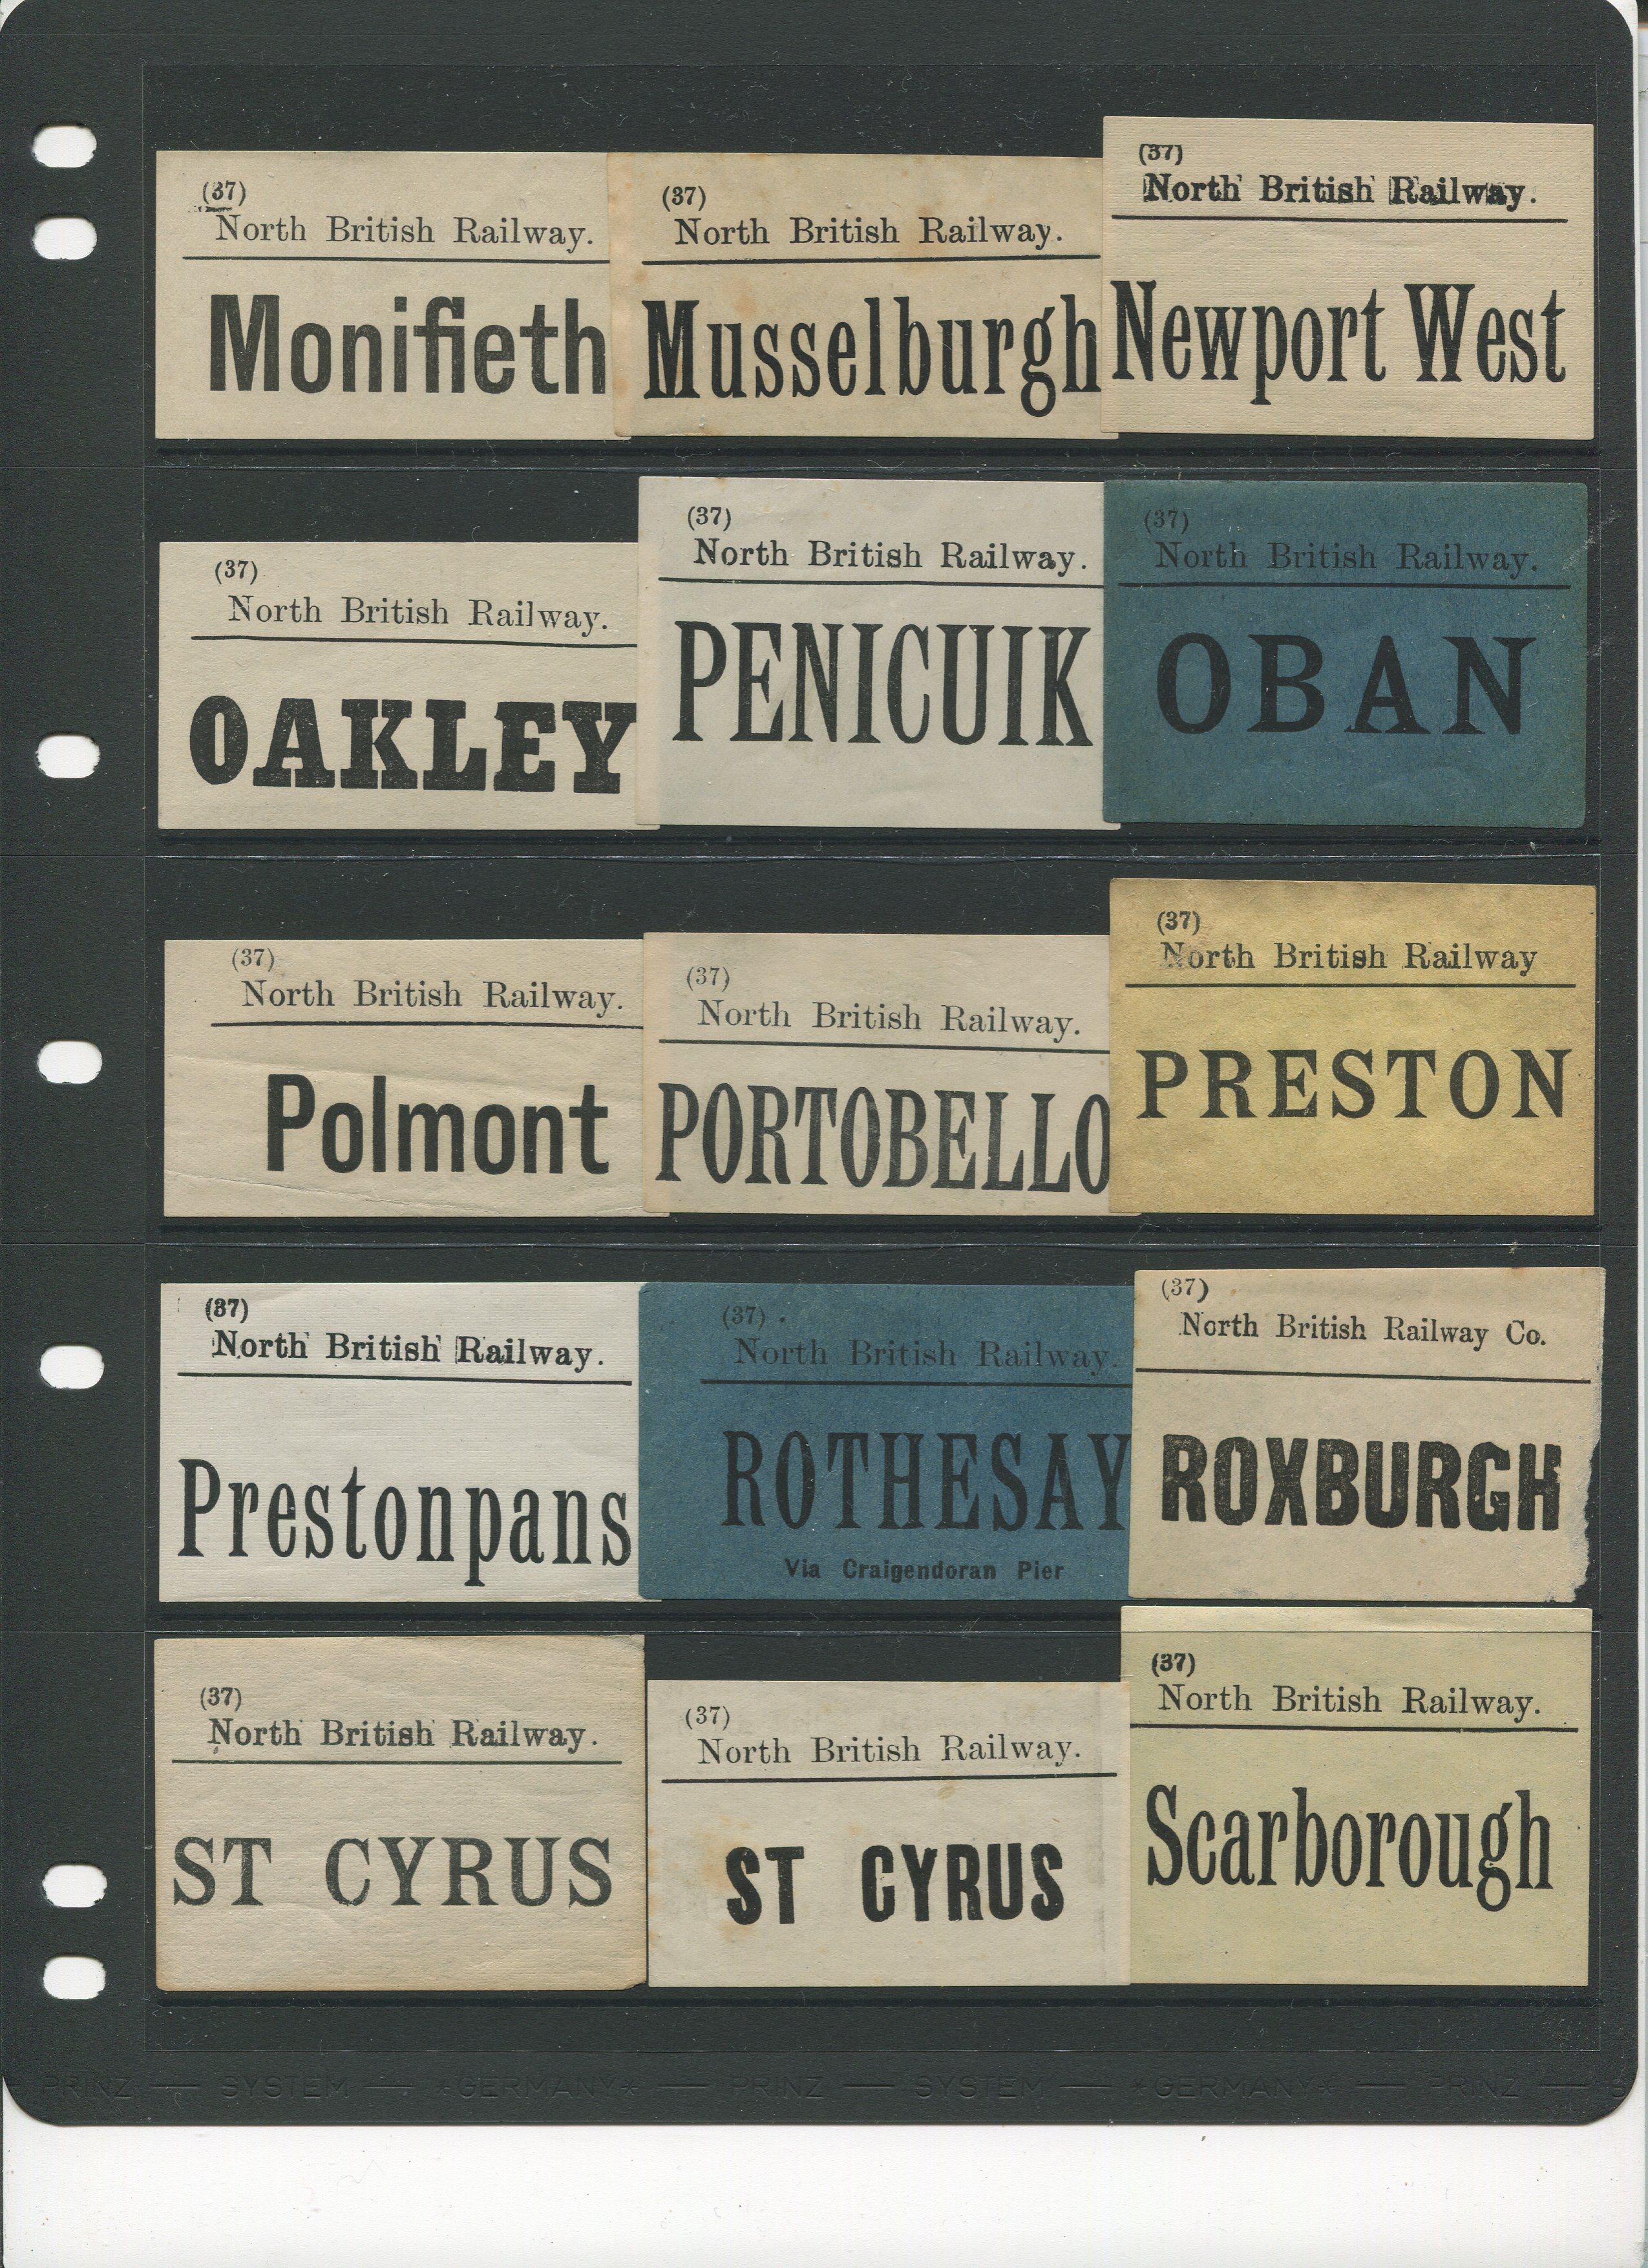 (37)
North British Railway.
Monifieth
(37)
North British Railway.
Musselburgh
(37)
North British Railway.
Newport West
(37)
North British Railway.
OAKLEY
(37)
North British Railway.
PENICUIK
(37)
North British Railway.
OBAN
(37)
North British Railway.
Polmont
(37)
North British Railway.
PORTOBELLO
(37)
North British Railway
PRESTON
(37)
North British Railway.
Prestonpans
(37)
North British Railway.
ROTHESAY
Via Craigendoran Pier
(37)
North British Railway Co.
ROXBURGH
(37)
North British Railway.
ST CYRUS
(37)
North British Railway.
ST CYRUS
(37)
North British Railway.
Scarborough
PRINZ — SYSTEM — *GERMANY* — PRINZ — SYSTEM — *GERMANY* — PRINZ — S